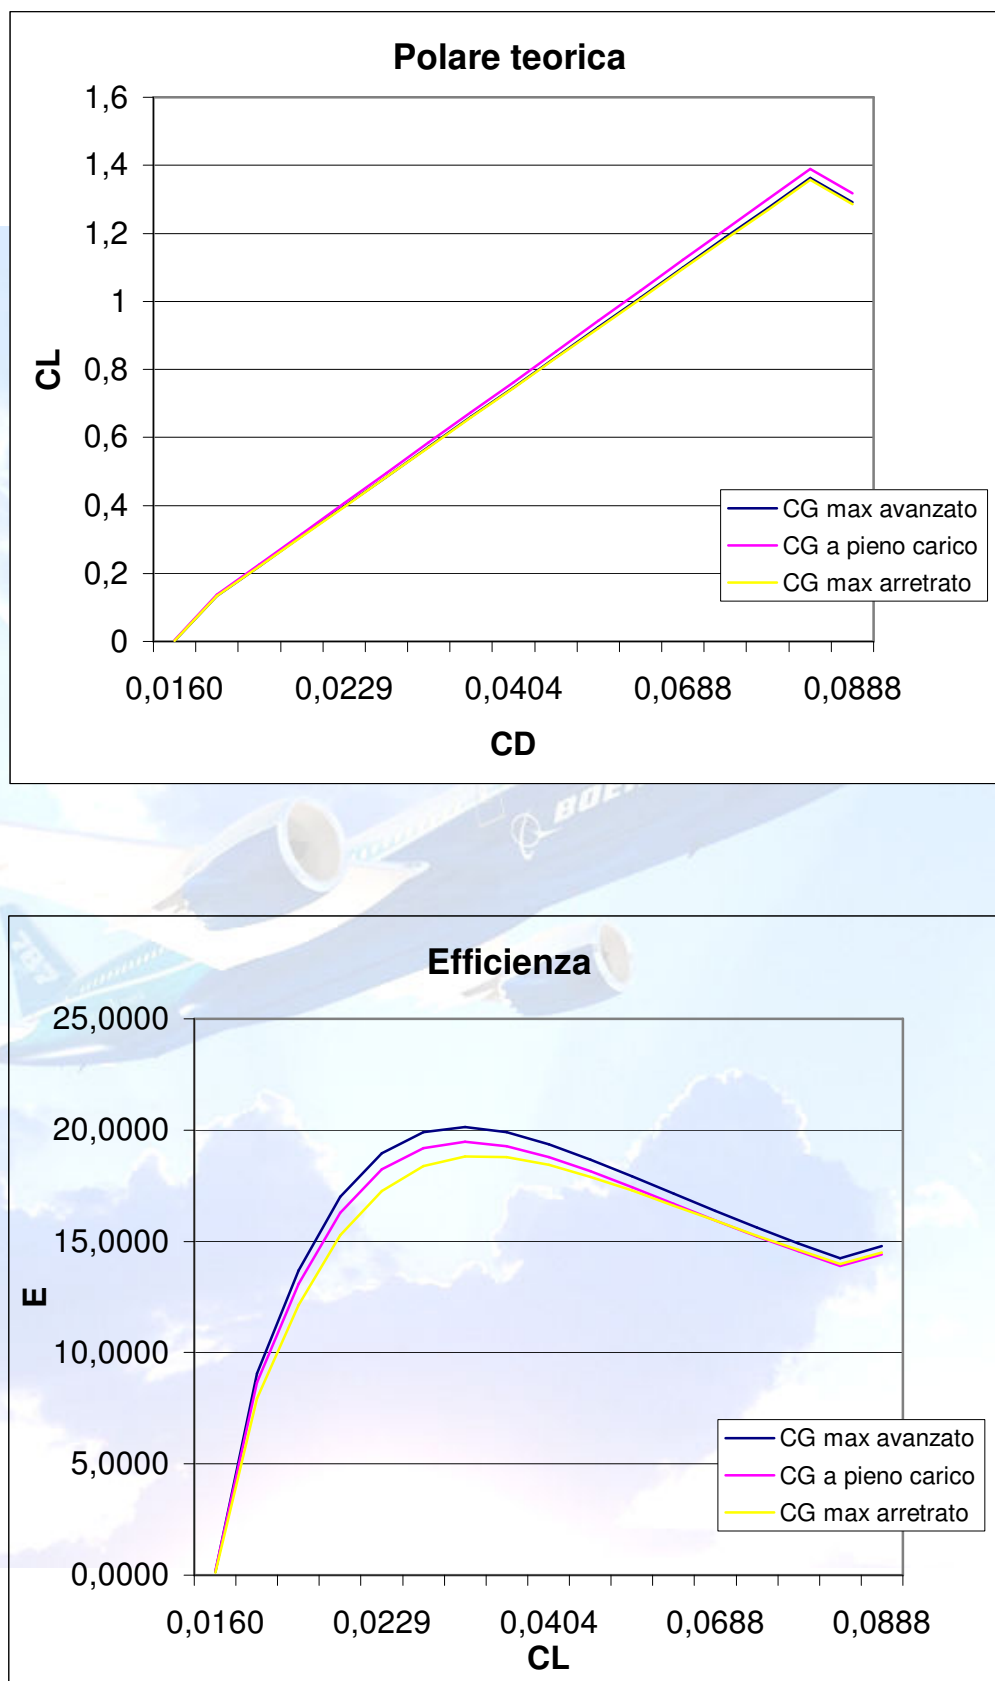 Polare teorica
1,6
1,4
1,2
1
0,8
0,6
0,4
0,2
0
CL
0,0160 0,0229 0,0404 0,0688 0,0888
CD
CG max avanzato
CG a pieno carico
CG max arretrato
787
Efficienza
25,0000
20,0000
15,0000
10,0000
5,0000
0,0000
E
0,0160 0,0229 0,0404 0,0688 0,0888
CL
CG max avanzato
CG a pieno carico
CG max arretrato